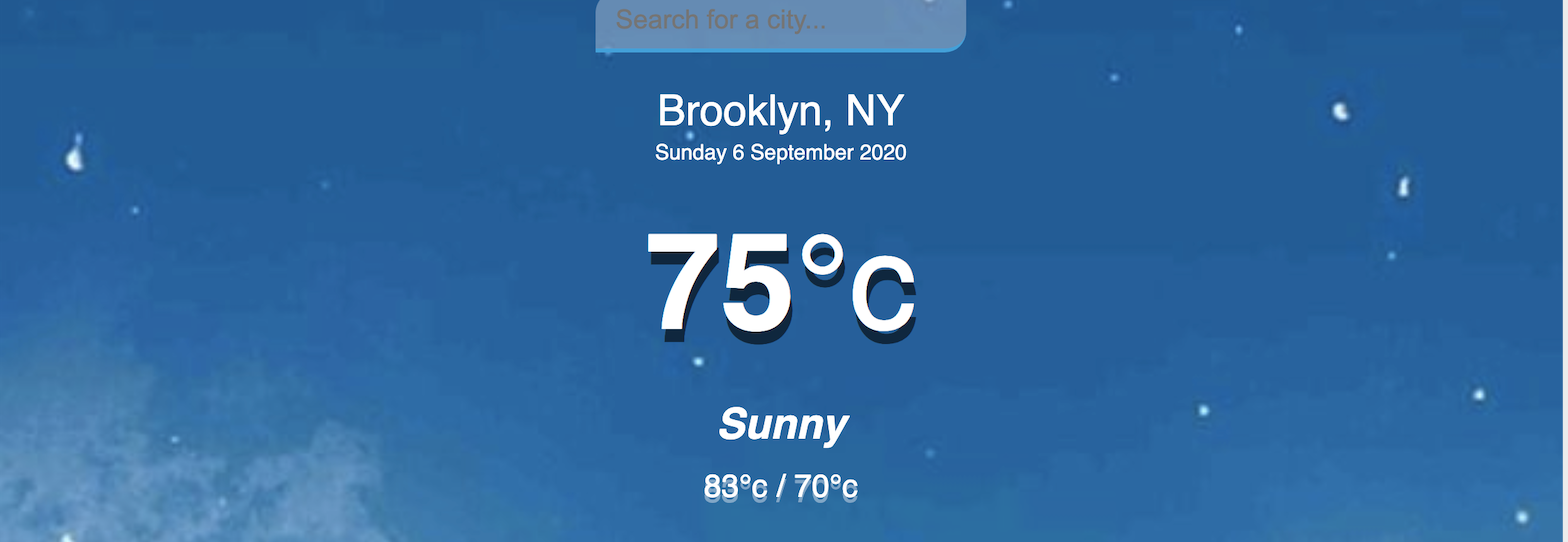 Search for a city...
Brooklyn, NY
Sunday 6 September 2020
75°c
Sunny
83°c / 70°c